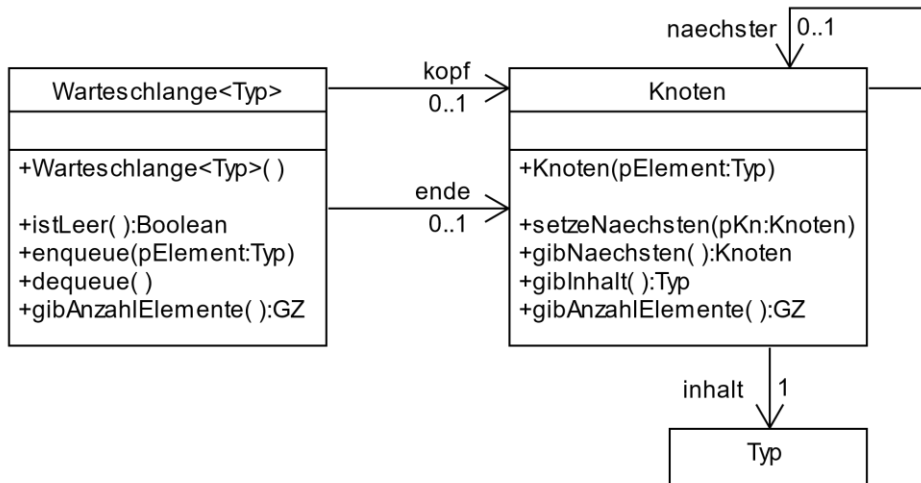 naechster 0..1
Warteschlange<Typ>
kopf
0..1
Knoten
+Warteschlange<Typ>( )
+istLeer( ):Boolean
+enqueue(pElement:Typ)
+dequeue( )
+gibAnzahlElemente( ):GZ
ende
0..1
+Knoten(pElement:Typ)
+setzeNaechsten(pKn:Knoten)
+gibNaechsten( ):Knoten
+gibInhalt( ):Typ
+gibAnzahlElemente( ):GZ
inhalt 1
Typ